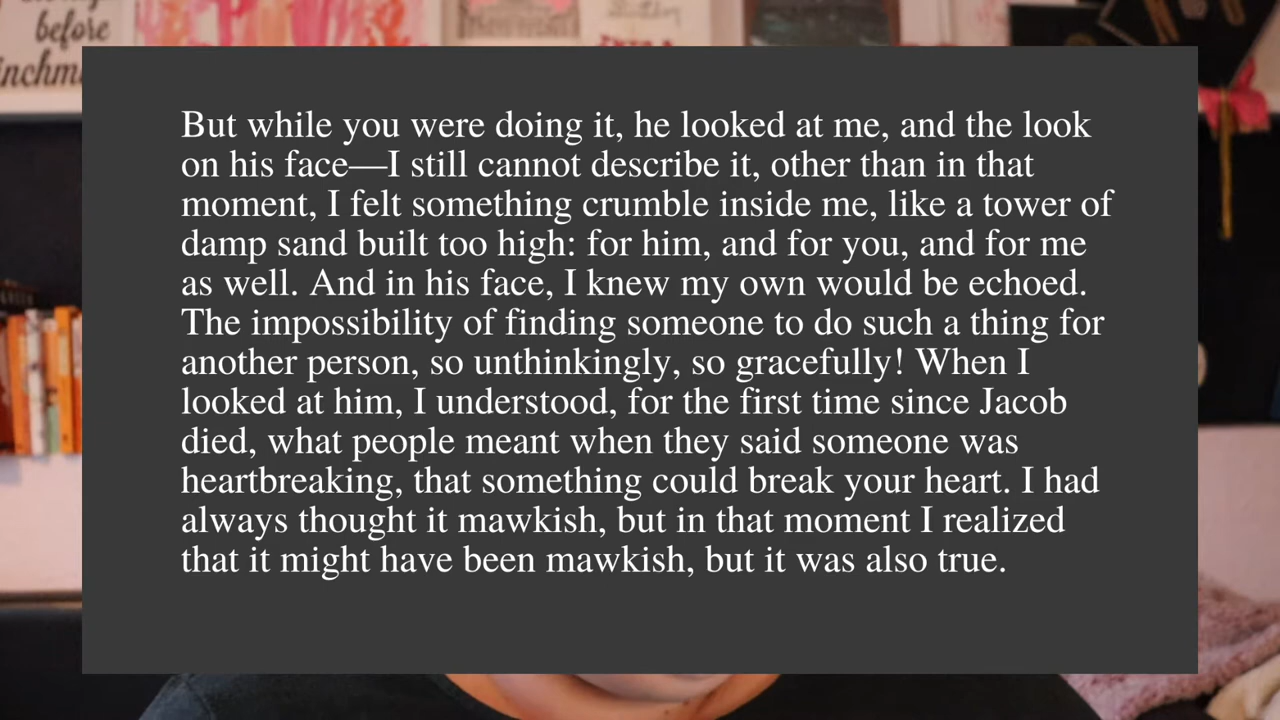 before
But while you were doing it, he looked at me, and the look
on his face—I still cannot describe it, other than in that
moment, I felt something crumble inside me, like a tower of
damp sand built too high: for him, and for you, and for me
as well. And in his face, I knew my own would be echoed.
The impossibility of finding someone to do such a thing for
another person, so unthinkingly, so gracefully! When I
looked at him, I understood, for the first time since Jacob
died, what people meant when they said someone was
heartbreaking, that something could break your heart. I had
always thought it mawkish, but in that moment I realized
that it might have been mawkish, but it was also true.